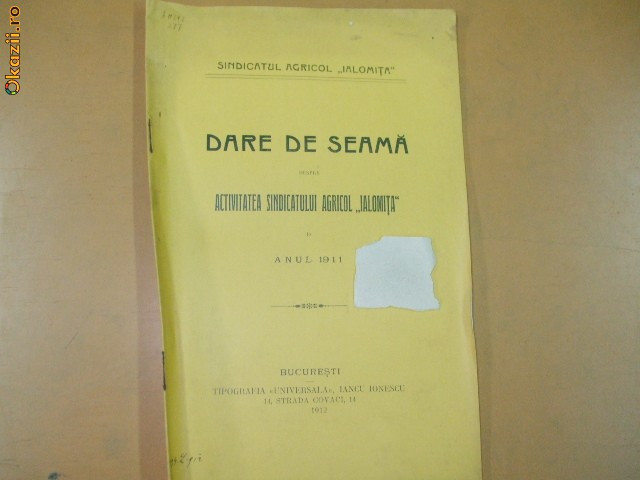 Okazii.ro
SINDICATUL AGRICOL „IALOMIȚA"
DARE DE SEAMĂ
DESPRE
ACTIVITATEA SINDICATULUI AGRICOL „IALOMIȚA"
ANUL 1911
BUCUREȘTI
TIPOGRAFIA «UNIVERSALA», IANCU IONESCU
14, STRADA COVACI, 14
1912